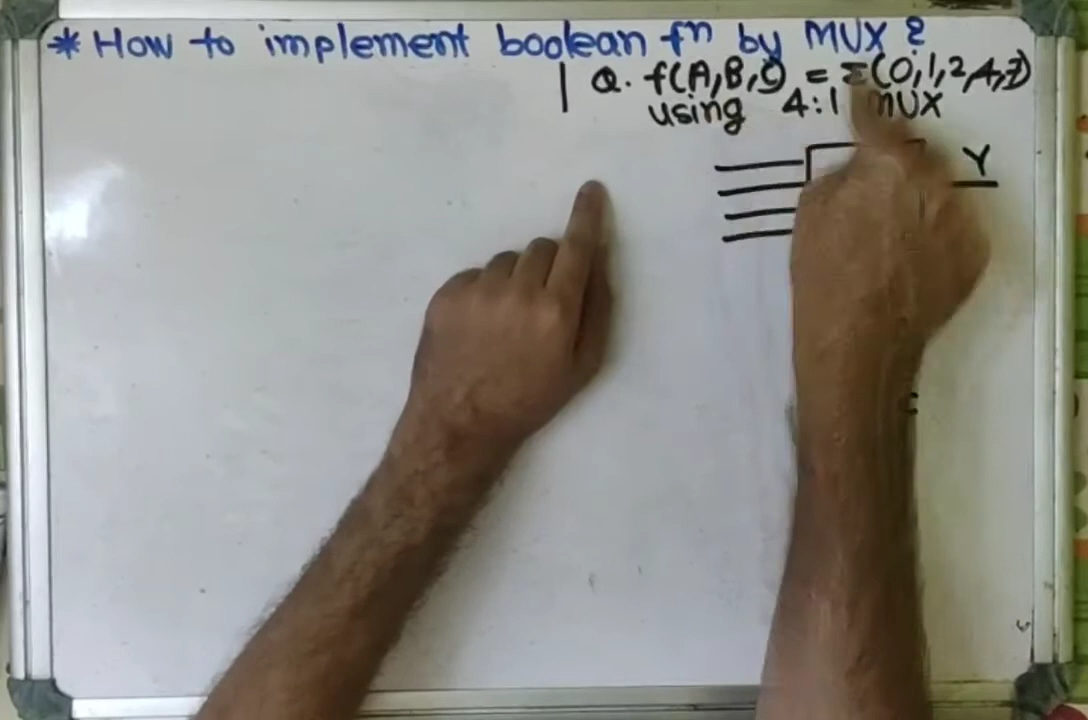 * How to implement boolean fn by MUX ?
Q. f(A,B,C) = Σ(0,1,2,4,7)
using 4:1 MUX
Y